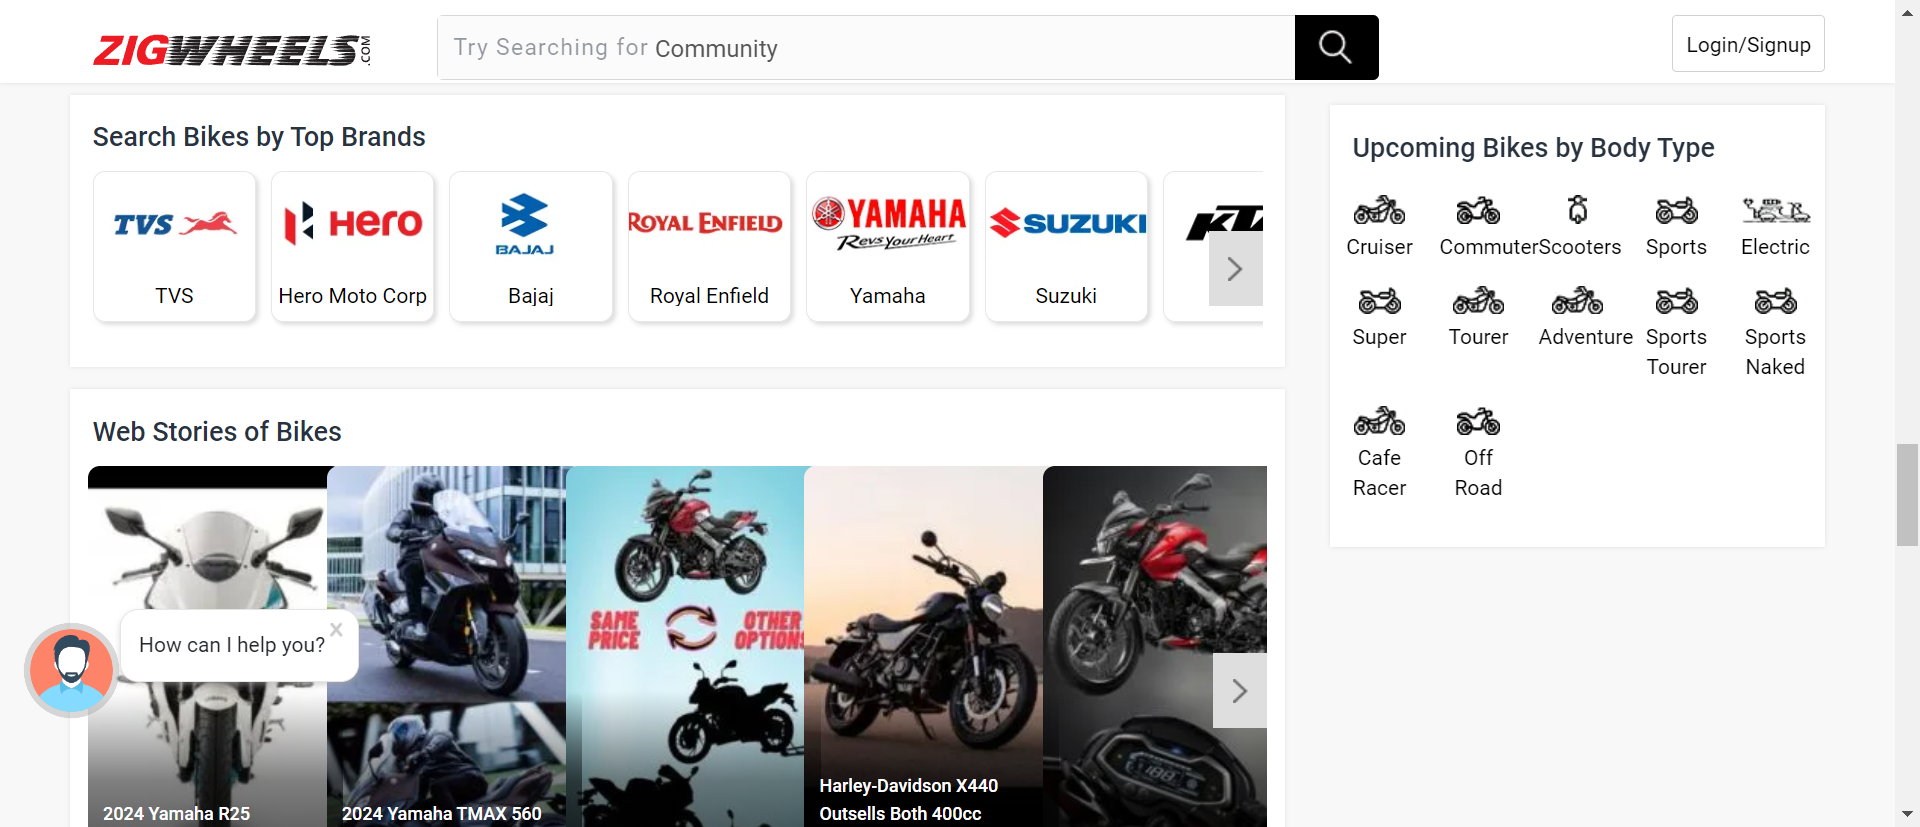 ZIGWHEELS.COM
Try Searching for Community
Login/Signup
Search Bikes by Top Brands
TVS
Hero
BAJAJ
ROYAL ENFIELD
YAMAHA
Revs Your Heart
SUZUKI
TVS
Hero Moto Corp
Bajaj
Royal Enfield
Yamaha
Suzuki
Upcoming Bikes by Body Type
Cruiser
Commuter
Scooters
Sports
Electric
Super
Tourer
Adventure
Sports
Tourer
Sports
Naked
Cafe
Racer
Off
Road
Web Stories of Bikes
SAME
PRICE
OTHER
OPTIONS
How can I help you?
2024 Yamaha R25
2024 Yamaha TMAX 560
Harley-Davidson X440
Outsells Both 400cc